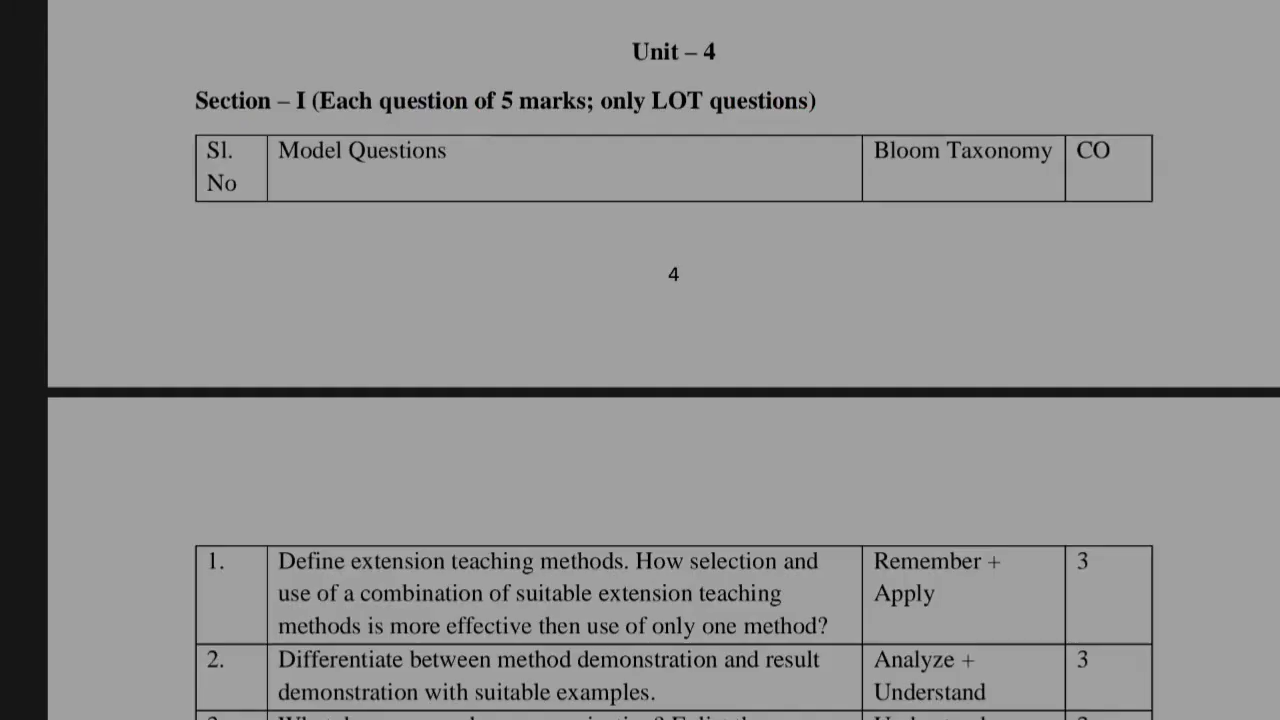 Unit – 4
Section – I (Each question of 5 marks; only LOT questions)
Sl. No
Model Questions
Bloom Taxonomy
CO
4
1.
Define extension teaching methods. How selection and
use of a combination of suitable extension teaching
methods is more effective then use of only one method?
Remember +
Apply
3
2.
Differentiate between method demonstration and result
demonstration with suitable examples.
Analyze +
Understand
3